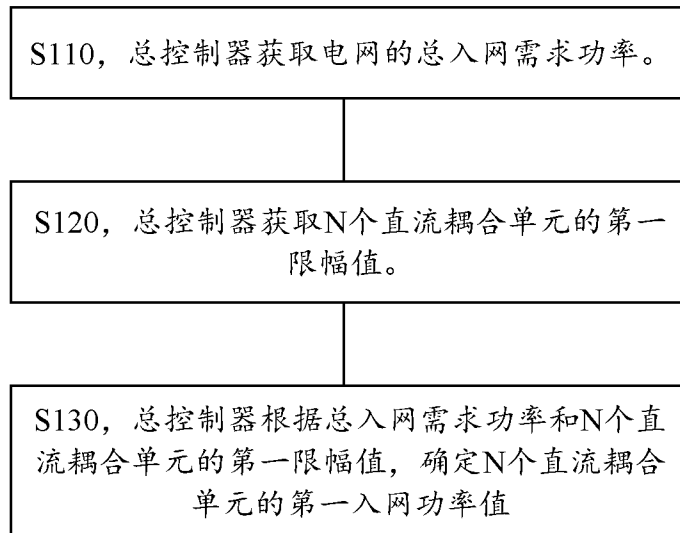 S110，总控制器获取电网的总入网需求功率。
S120，总控制器获取N个直流耦合单元的第一
限幅值。
S130，总控制器根据总入网需求功率和N个直
流耦合单元的第一限幅值，确定N个直流耦合
单元的第一入网功率值